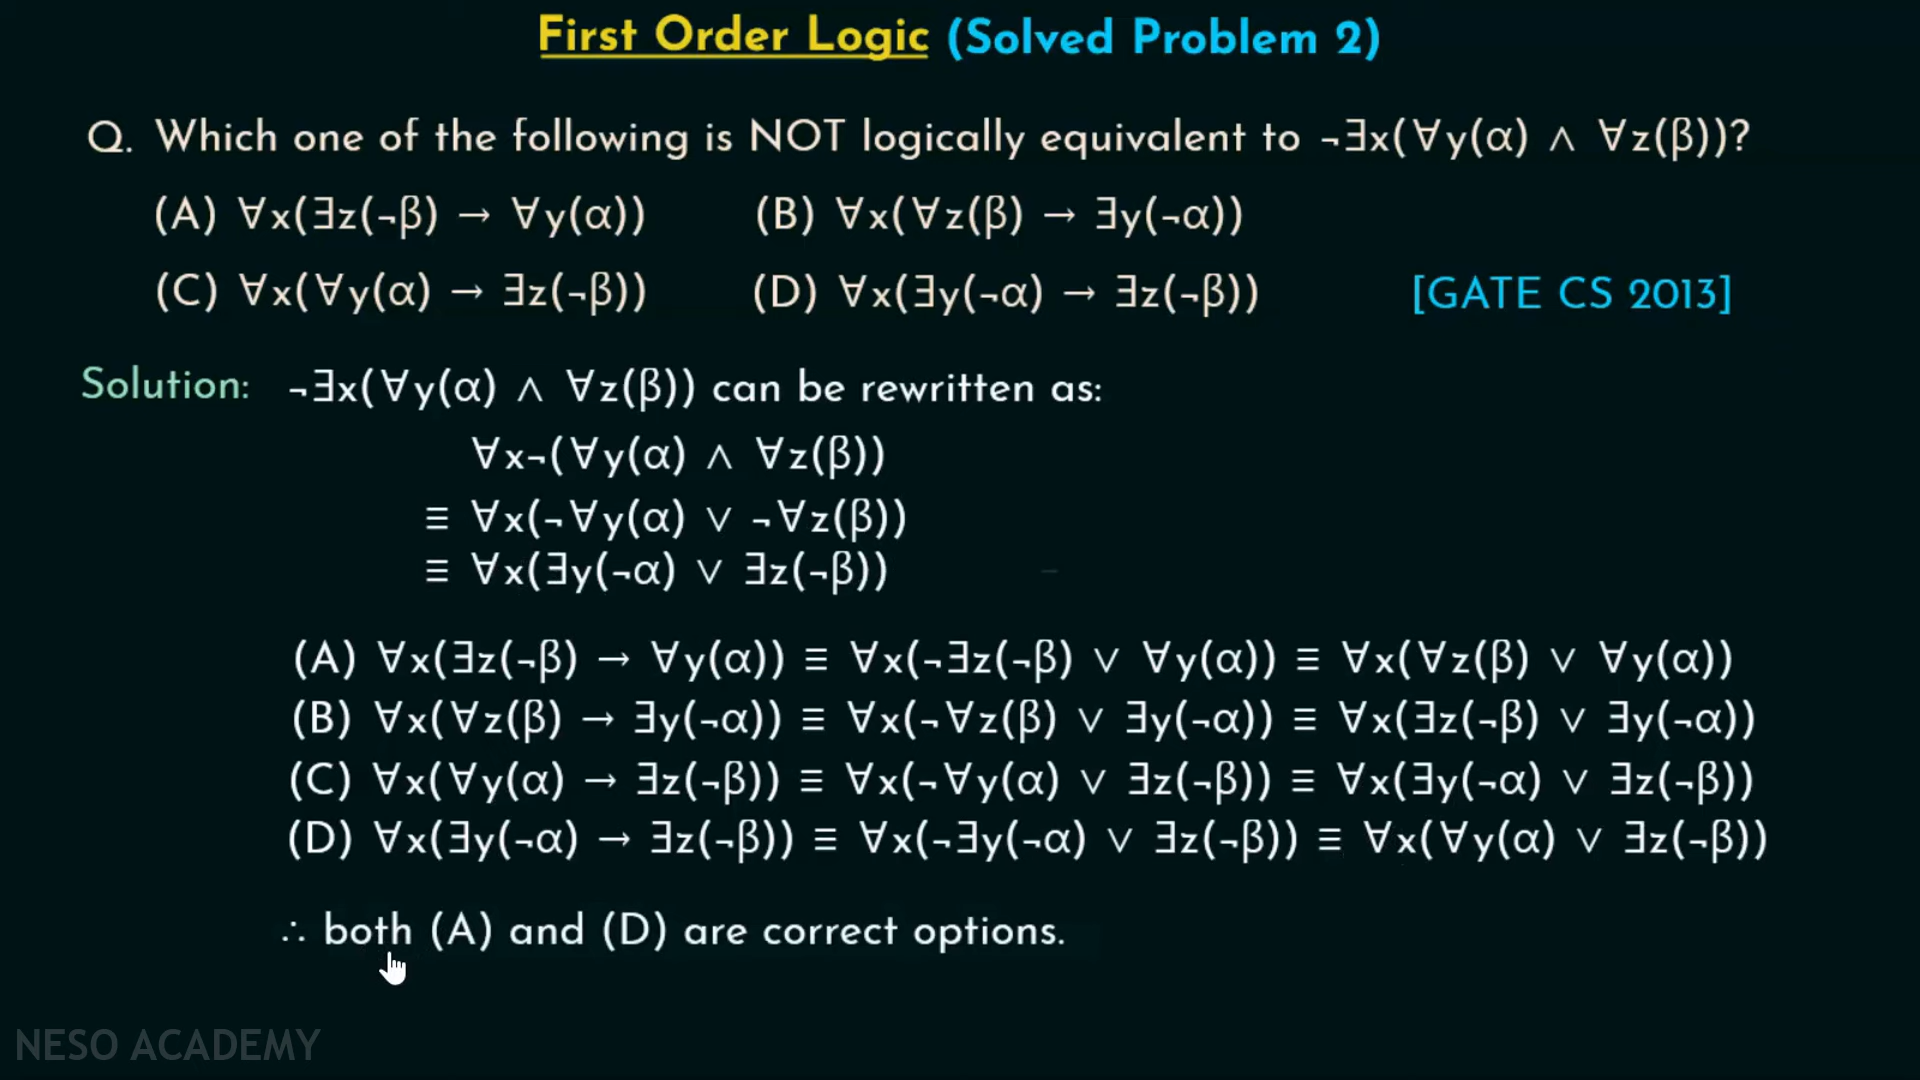 First Order Logic (Solved Problem 2)
Q. Which one of the following is NOT logically equivalent to ¬∃x(∀y(α) ∧ ∀z(β))?
(A) ∀x(∃z(¬β) → ∀y(α)) (B) ∀x(∀z(β) → ∃y(¬α))
(C) ∀x(∀y(α) → ∃z(¬β)) (D) ∀x(∃y(¬α) → ∃z(¬β)) [GATE CS 2013]
Solution: ¬∃x(∀y(α) ∧ ∀z(β)) can be rewritten as:
∀x¬(∀y(α) ∧ ∀z(β))
≡ ∀x(¬∀y(α) ∨ ¬∀z(β))
≡ ∀x(∃y(¬α) ∨ ∃z(¬β))
(A) ∀x(∃z(¬β) → ∀y(α)) ≡ ∀x(¬∃z(¬β) ∨ ∀y(α)) ≡ ∀x(∀z(β) ∨ ∀y(α))
(B) ∀x(∀z(β) → ∃y(¬α)) ≡ ∀x(¬∀z(β) ∨ ∃y(¬α)) ≡ ∀x(∃z(¬β) ∨ ∃y(¬α))
(C) ∀x(∀y(α) → ∃z(¬β)) ≡ ∀x(¬∀y(α) ∨ ∃z(¬β)) ≡ ∀x(∃y(¬α) ∨ ∃z(¬β))
(D) ∀x(∃y(¬α) → ∃z(¬β)) ≡ ∀x(¬∃y(¬α) ∨ ∃z(¬β)) ≡ ∀x(∀y(α) ∨ ∃z(¬β))
∴ both (A) and (D) are correct options.
NESO ACADEMY